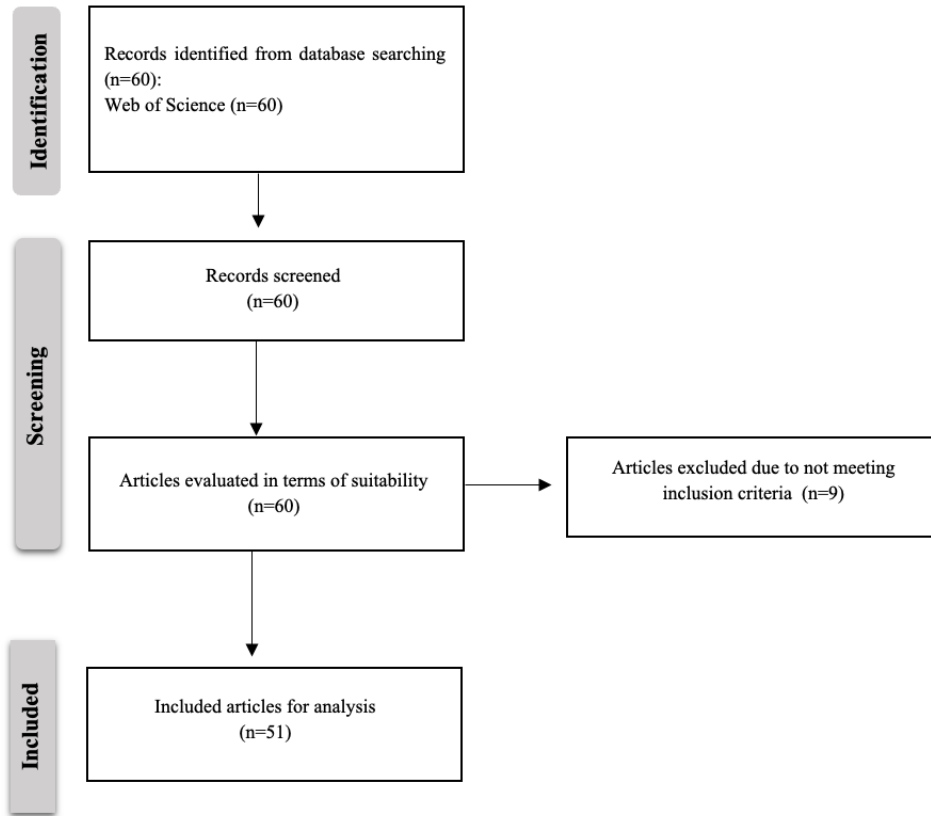 Identification
Records identified from database searching
(n=60):
Web of Science (n=60)
Screening
Records screened
(n=60)
Articles evaluated in terms of suitability
(n=60)
Articles excluded due to not meeting
inclusion criteria (n=9)
Included
Included articles for analysis
(n=51)